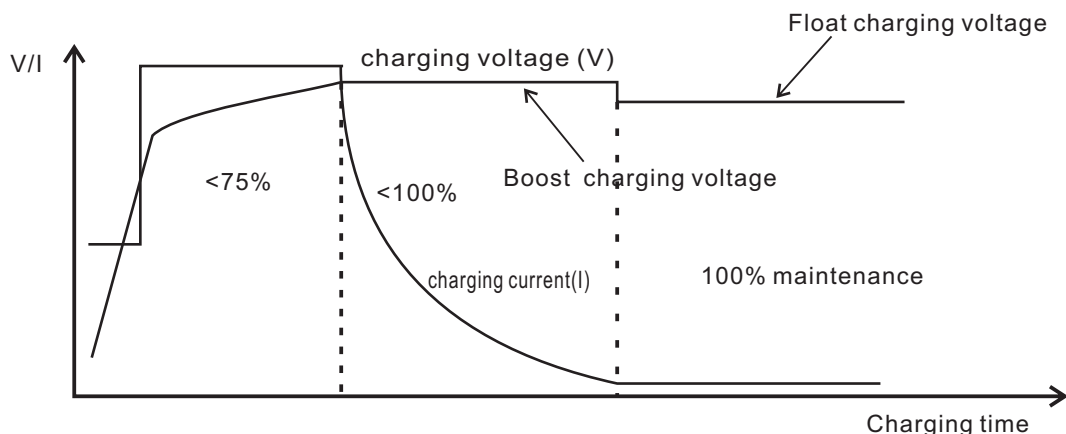 Float charging voltage
V/I
charging voltage (V)
<75%
<100%
Boost charging voltage
charging current(I)
100% maintenance
Charging time